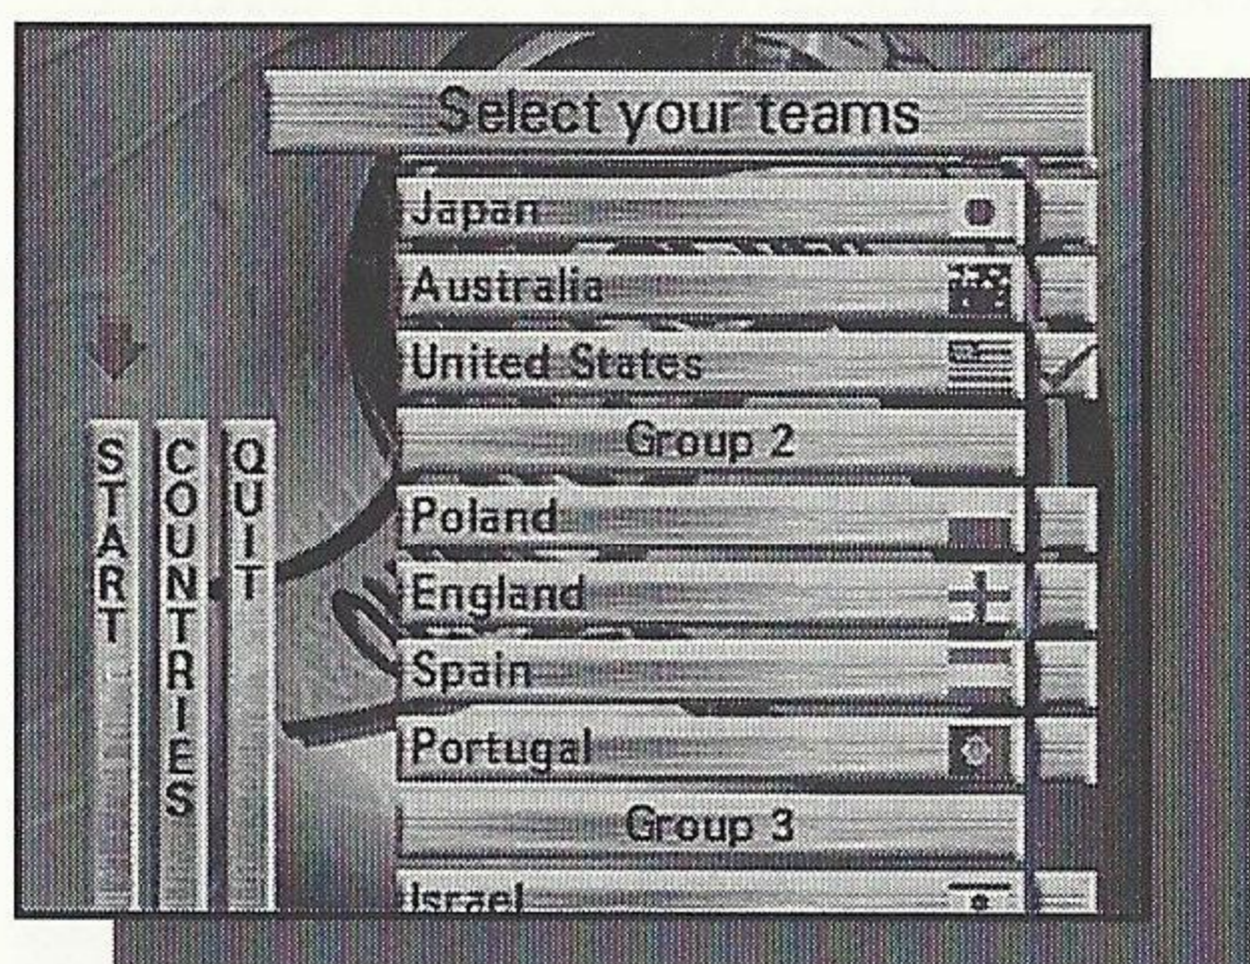 Select your teams
Japan
Australia
United States
Group 2
Poland
England
Spain
Portugal
Group 3
Israel
START
COUNTRIES
QUIT